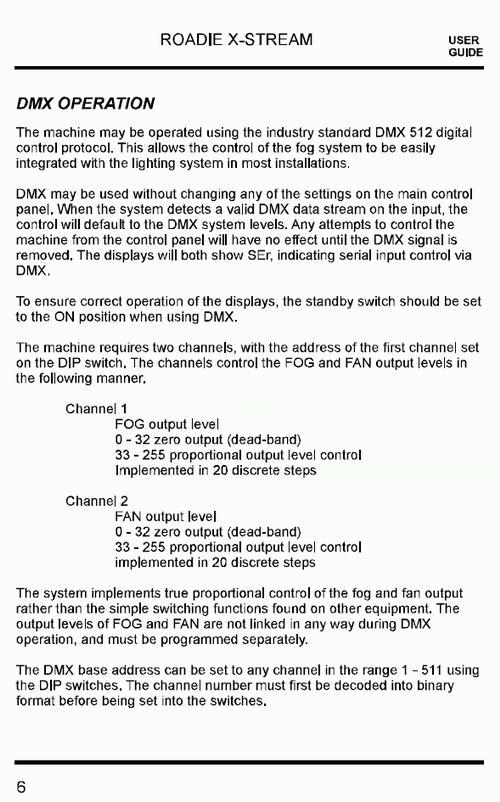 ROADIE X-STREAM
USER
GUIDE
DMX OPERATION
The machine may be operated using the industry standard DMX 512 digital
control protocol. This allows the control of the fog system to be easily
integrated with the lighting system in most installations.
DMX may be used without changing any of the settings on the main control
panel. When the system detects a valid DMX data stream on the input, the
control will default to the DMX system levels. Any attempts to control the
machine from the control panel will have no effect until the DMX signal is
removed. The displays will both show SEr, indicating serial input control via
DMX.
To ensure correct operation of the displays, the standby switch should be set
to the ON position when using DMX.
The machine requires two channels, with the address of the first channel set
on the DIP switch. The channels control the FOG and FAN output levels in
the following manner.
Channel 1
FOG output level
0 - 32 zero output (dead-band)
33 - 255 proportional output level control
Implemented in 20 discrete steps
Channel 2
FAN output level
0 - 32 zero output (dead-band)
33 - 255 proportional output level control
implemented in 20 discrete steps
The system implements true proportional control of the fog and fan output
rather than the simple switching functions found on other equipment. The
output levels of FOG and FAN are not linked in any way during DMX
operation, and must be programmed separately.
The DMX base address can be set to any channel in the range 1 - 511 using
the DIP switches. The channel number must first be decoded into binary
format before being set into the switches.
6